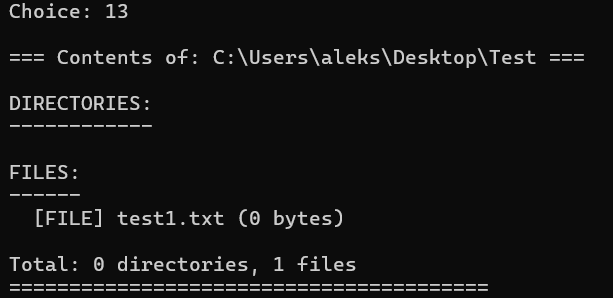 Choice: 13
=== Contents of: C:\Users\aleks\Desktop\Test ===
DIRECTORIES:
------------
FILES:
------
[FILE] test1.txt (0 bytes)
Total: 0 directories, 1 files
========================================